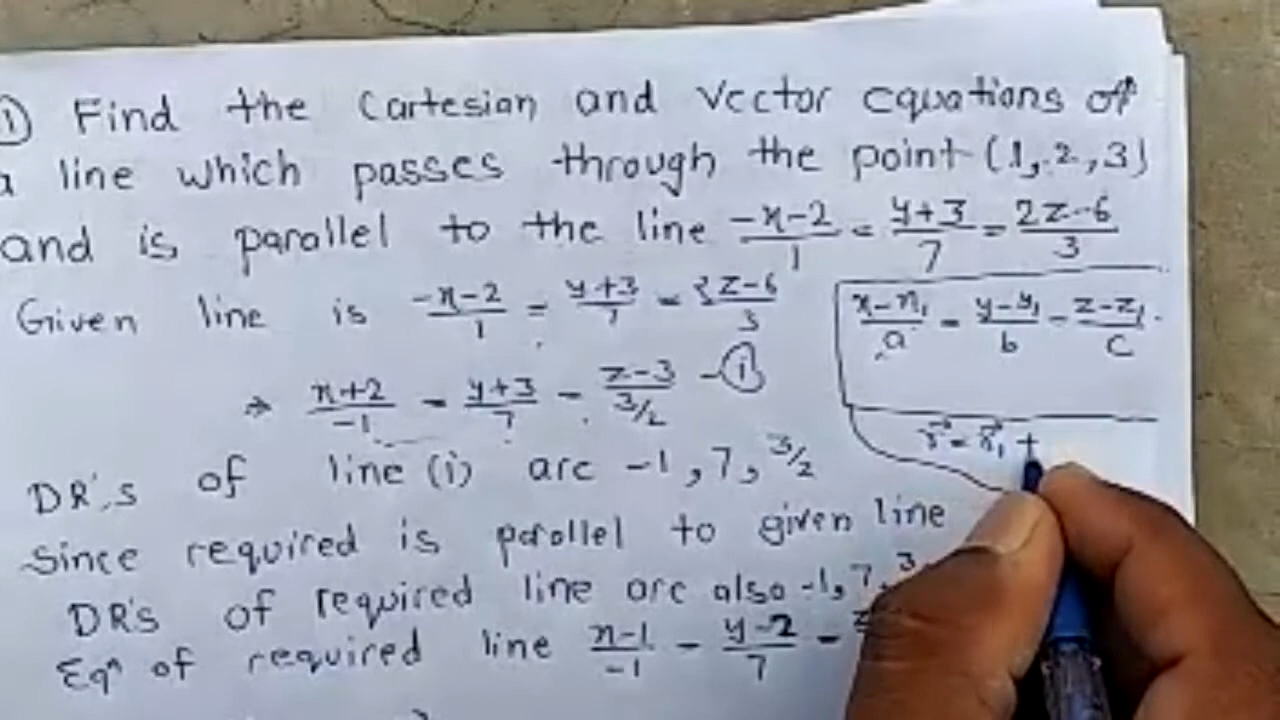 1) Find the Cartesian and Vector equations of
a line which passes through the point (1, 2, 3)
and is parallel to the line -x-2/1 = y+3/7 = 2z-6/3
Given line is -x-2/1 = y+3/7 = 2z-6/3
⇒ x+2/-1 = y+3/7 = z-3/3/2 - (i)
DR's of line (i) are -1, 7, 3/2
Since required is parallel to given line
DR's of required line are also -1, 7, 3
Eqⁿ of required line x-1/-1 = y-2/7 =
x-x₁/a = y-y₁/b = z-z₁/c
r⃗ = r⃗₁ +